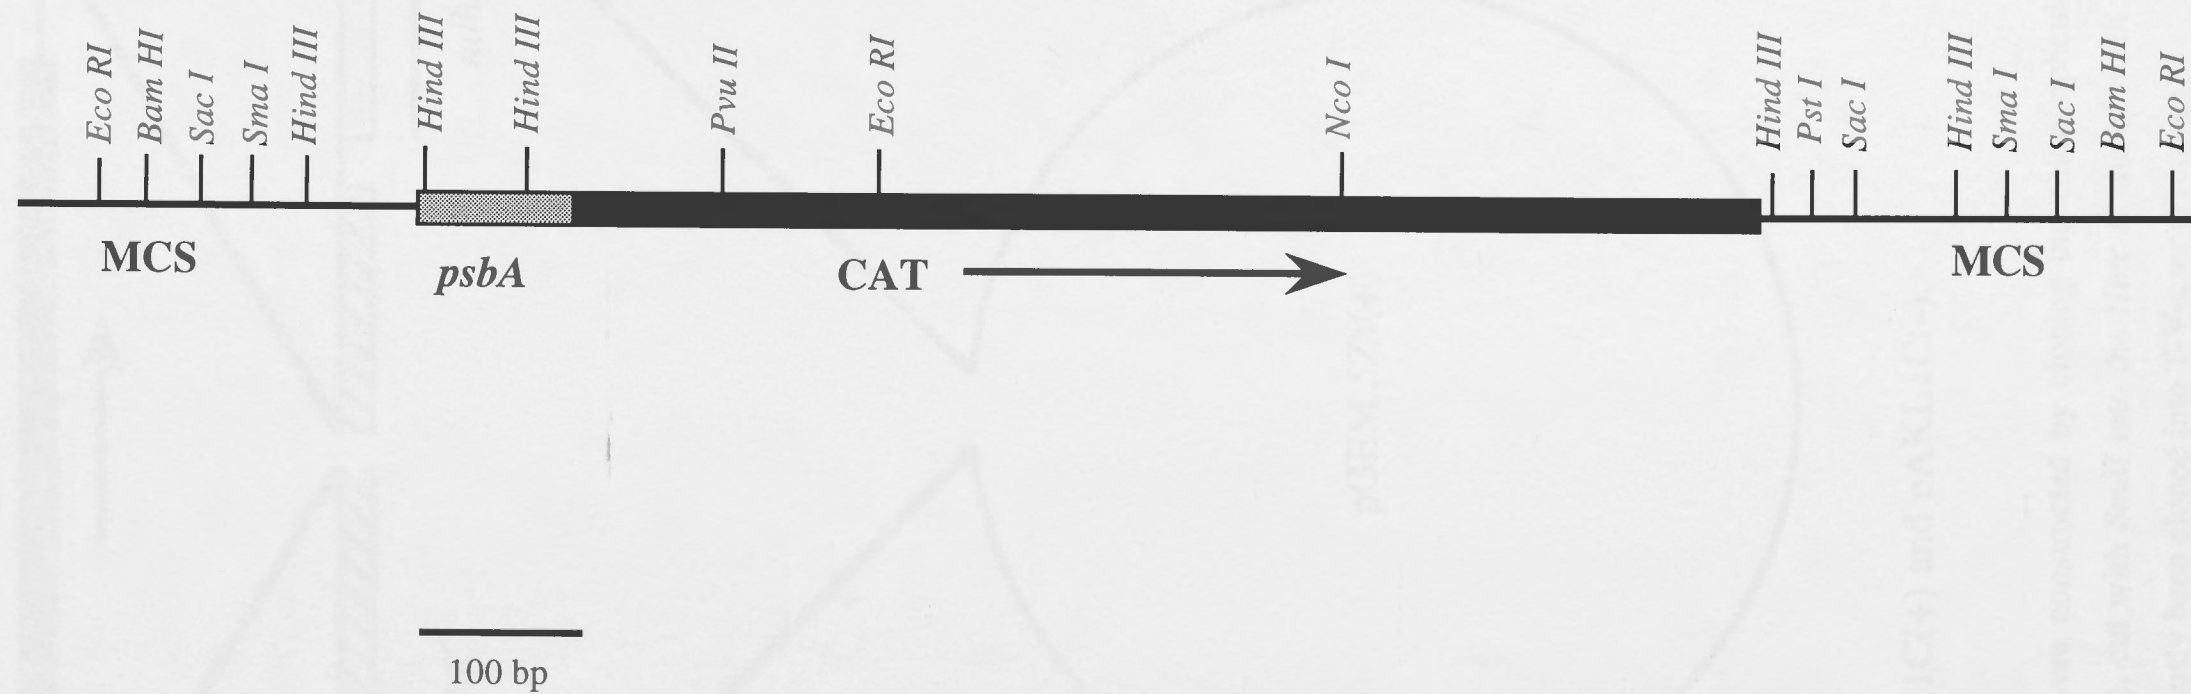 Eco RI
Bam HI
Sac I
Sma I
Hind III
Hind III
Hind III
Pvu II
Eco RI
Nco I
Hind III
Pst I
Sac I
Hind III
Sma I
Sac I
Bam HI
Eco RI
MCS
psbA
CAT
MCS
100 bp